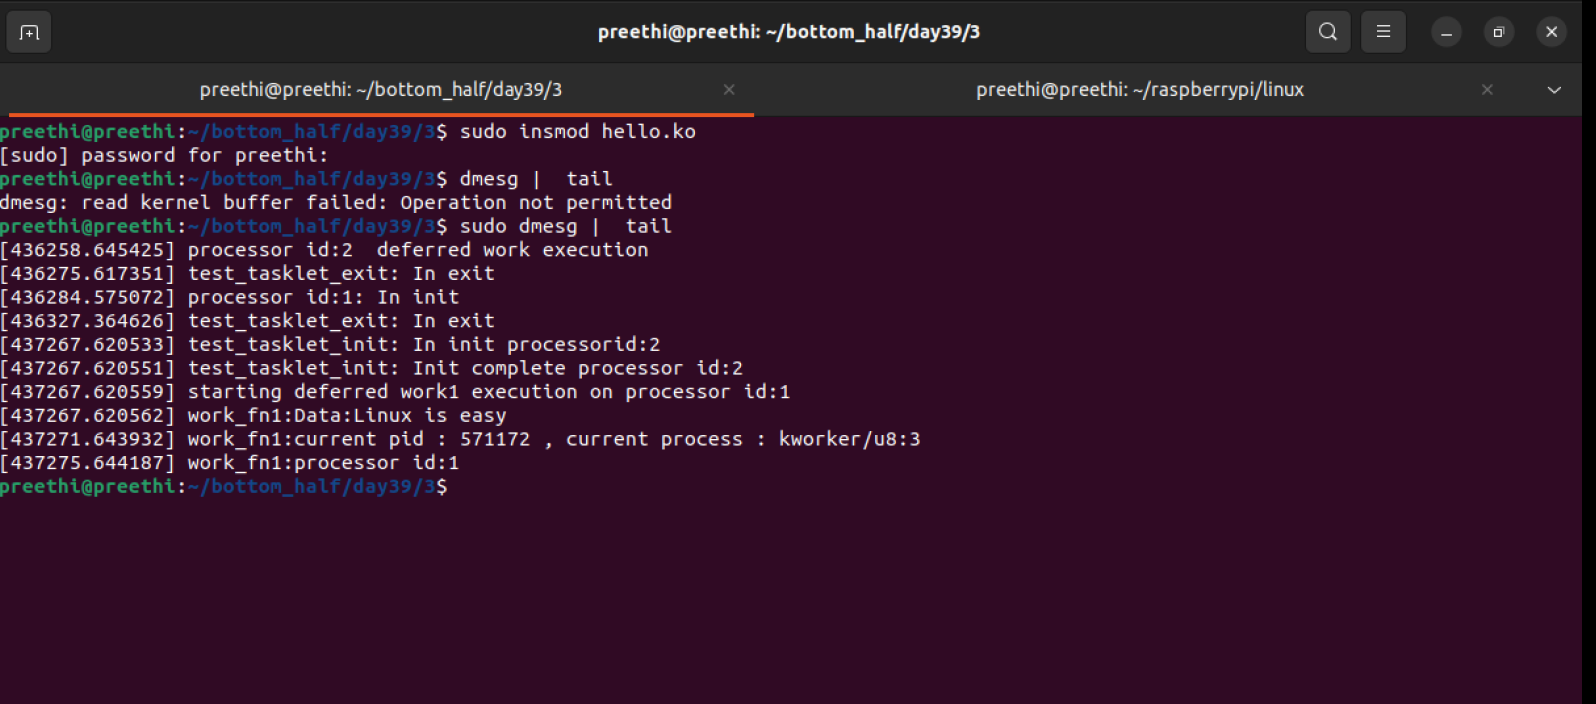 preethi@preethi: ~/bottom_half/day39/3
preethi@preethi: ~/bottom_half/day39/3
preethi@preethi: ~/raspberrypi/linux
preethi@preethi:~/bottom_half/day39/3$ sudo insmod hello.ko
[sudo] password for preethi:
preethi@preethi:~/bottom_half/day39/3$ dmesg |  tail
dmesg: read kernel buffer failed: Operation not permitted
preethi@preethi:~/bottom_half/day39/3$ sudo dmesg |  tail
[436258.645425] processor id:2  deferred work execution
[436275.617351] test_tasklet_exit: In exit
[436284.575072] processor id:1: In init
[436327.364626] test_tasklet_exit: In exit
[437267.620533] test_tasklet_init: In init processorid:2
[437267.620551] test_tasklet_init: Init complete processor id:2
[437267.620559] starting deferred work1 execution on processor id:1
[437267.620562] work_fn1:Data:Linux is easy
[437271.643932] work_fn1:current pid : 571172 , current process : kworker/u8:3
[437275.644187] work_fn1:processor id:1
preethi@preethi:~/bottom_half/day39/3$